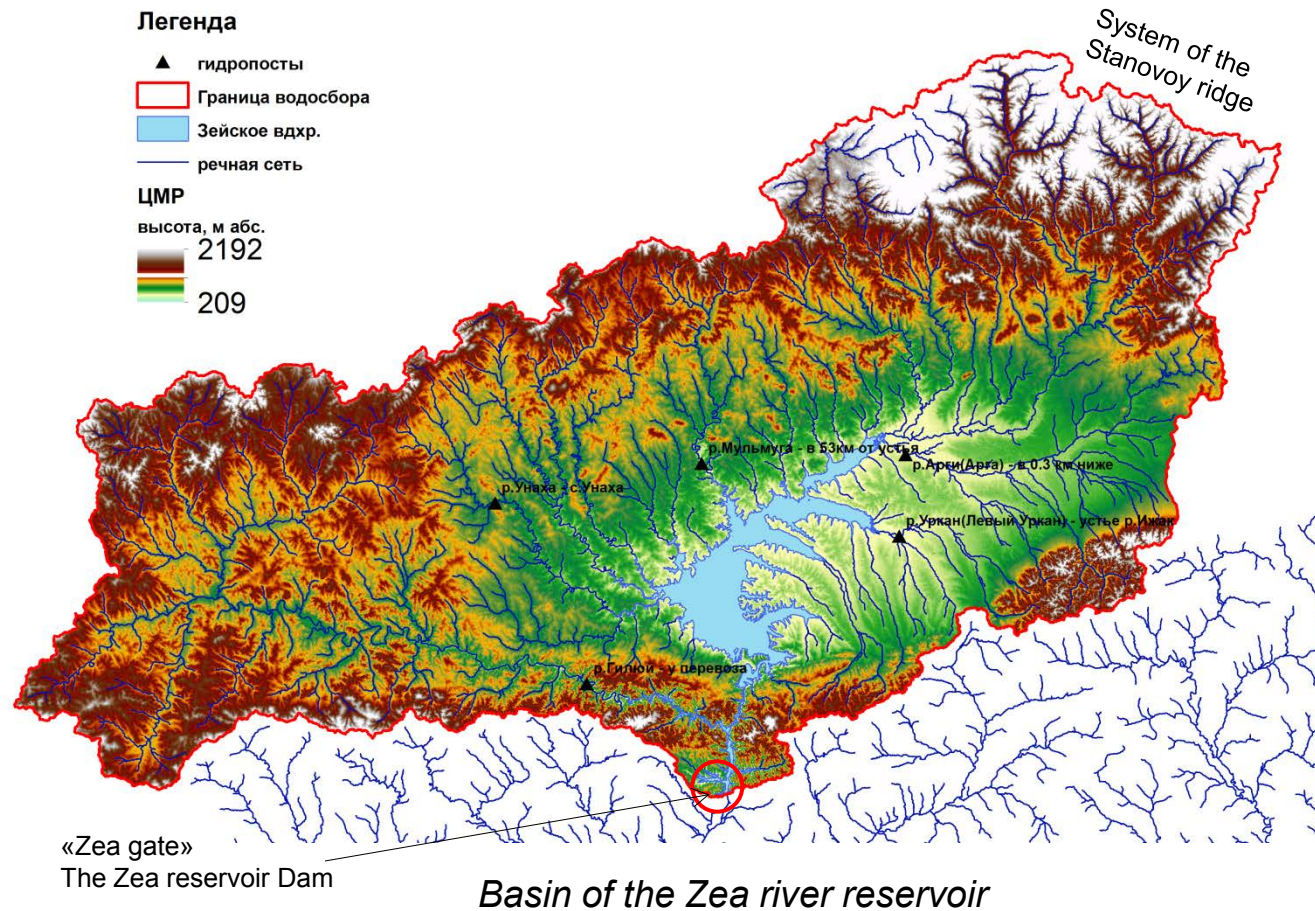 Легенда
гидропосты
Граница водосбора
Зейское вдхр.
речная сеть
ЦМР
высота, м абс.
2192
209
System of the
Stanovoy ridge
р.Мульмуга - в 53км от устья
р.Арги(Арга) - в 0.3 км ниже
р.Унаха - с.Унаха
р.Уркан(Левый Уркан) - устье р.Ижак
р.Гилюй - у перевоза
«Zea gate»
The Zea reservoir Dam
Basin of the Zea river reservoir